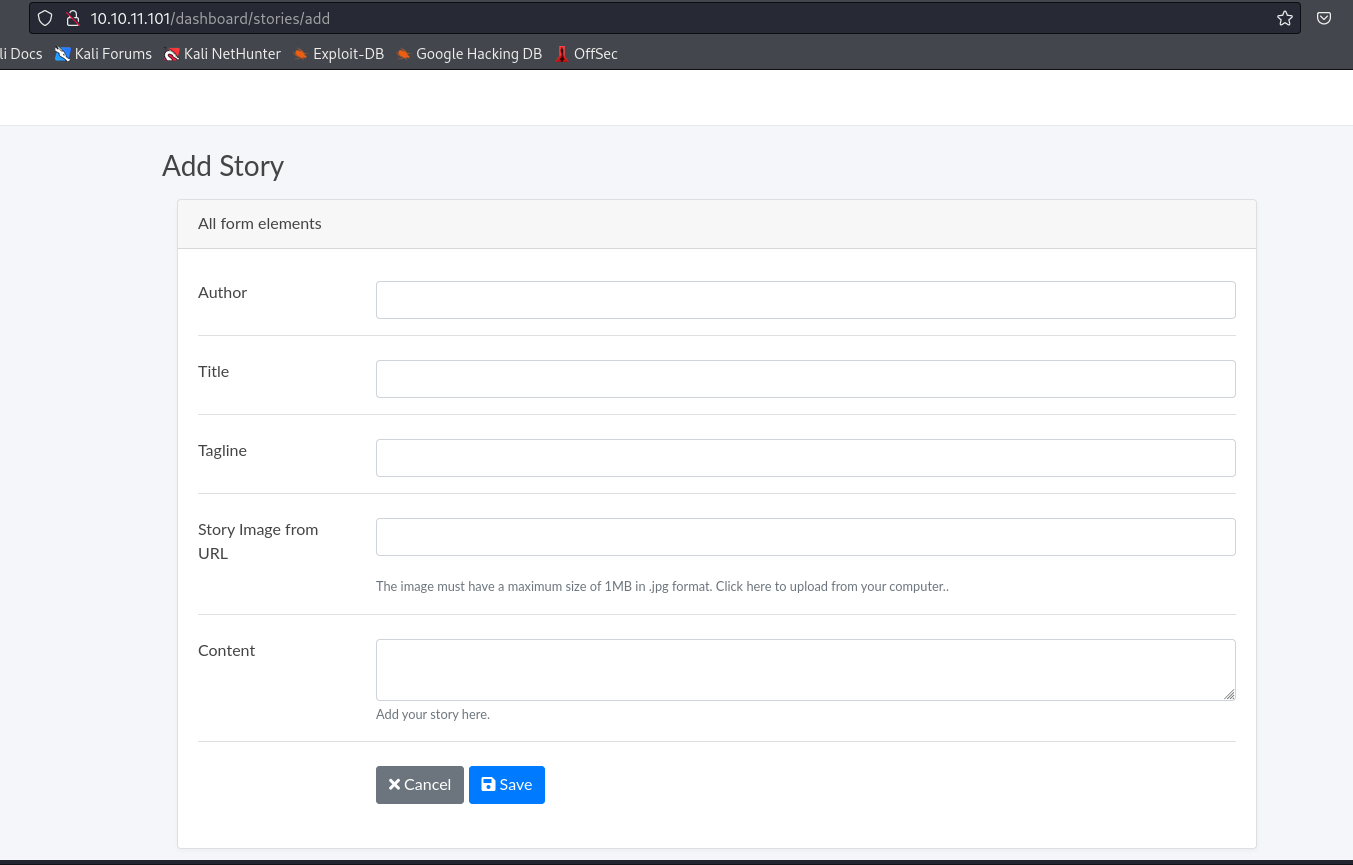 10.10.11.101/dashboard/stories/add
li Docs Kali Forums Kali NetHunter Exploit-DB Google Hacking DB OffSec
Add Story
All form elements
Author
Title
Tagline
Story Image from
URL
The image must have a maximum size of 1MB in .jpg format. Click here to upload from your computer..
Content
Add your story here.
Cancel Save